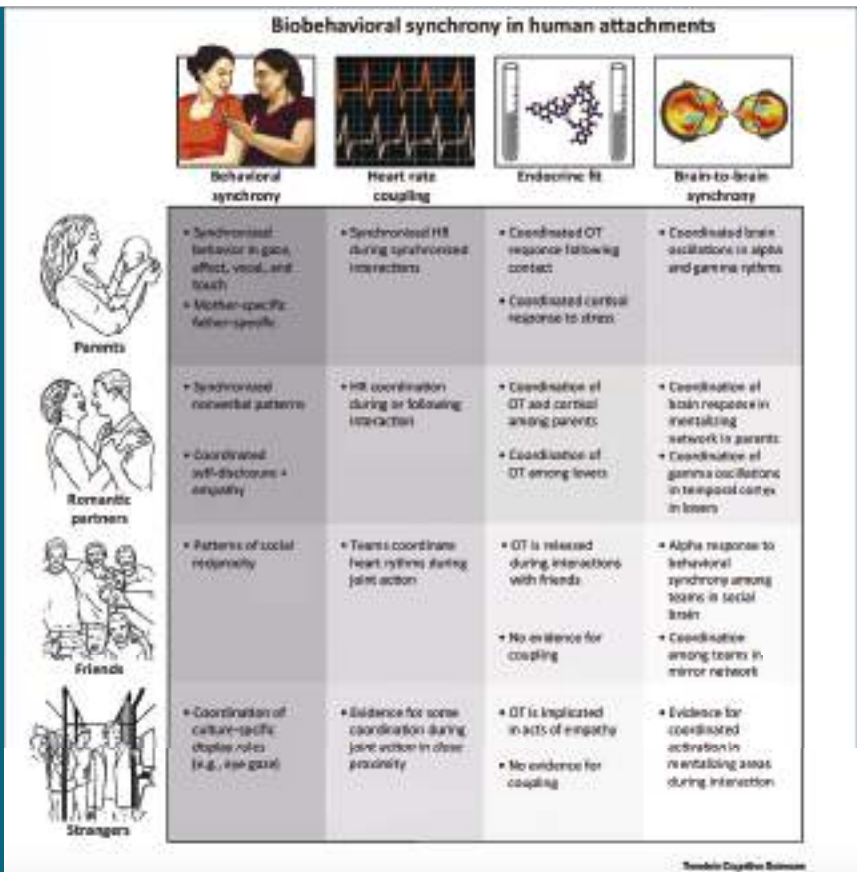 Biobehavioral synchrony in human attachments
Behavioral
synchrony
Heart rate
coupling
Endocrine fit
Brain-to-brain
synchrony
Parents
• Synchronized
behavior in gaze,
affect, vocal, and
touch
• Mother-specific
father-specific
• Synchronized HR
during synchronized
interactions
• Coordinated OT
response following
contact
• Coordinated cortisol
response to stress
• Coordinated brain
oscillations in alpha
and gamma rythms
Romantic
partners
• Synchronized
nonverbal patterns
• Coordinated
self-disclosure +
empathy
• HR coordination
during or following
interaction
• Coordination of
OT and cortisol
among parents
• Coordination of
OT among lovers
• Coordination of
brain response in
mentalizing
network in parents
• Coordination of
gamma oscillations
in temporal cortex
in lovers
Friends
• Patterns of social
reciprocity
• Teams coordinate
heart rythms during
joint action
• OT is released
during interactions
with friends
• No evidence for
coupling
• Alpha response to
behavioral
synchrony among
teams in social
brain
• Coordination
among teams in
mirror network
Strangers
• Coordination of
culture-specific
display rules
(e.g., eye gaze)
• Evidence for some
coordination during
joint action in close
proximity
• OT is implicated
in acts of empathy
• No evidence for
coupling
• Evidence for
coordinated
activation in
mentalizing areas
during interaction
Trends in Cognitive Sciences